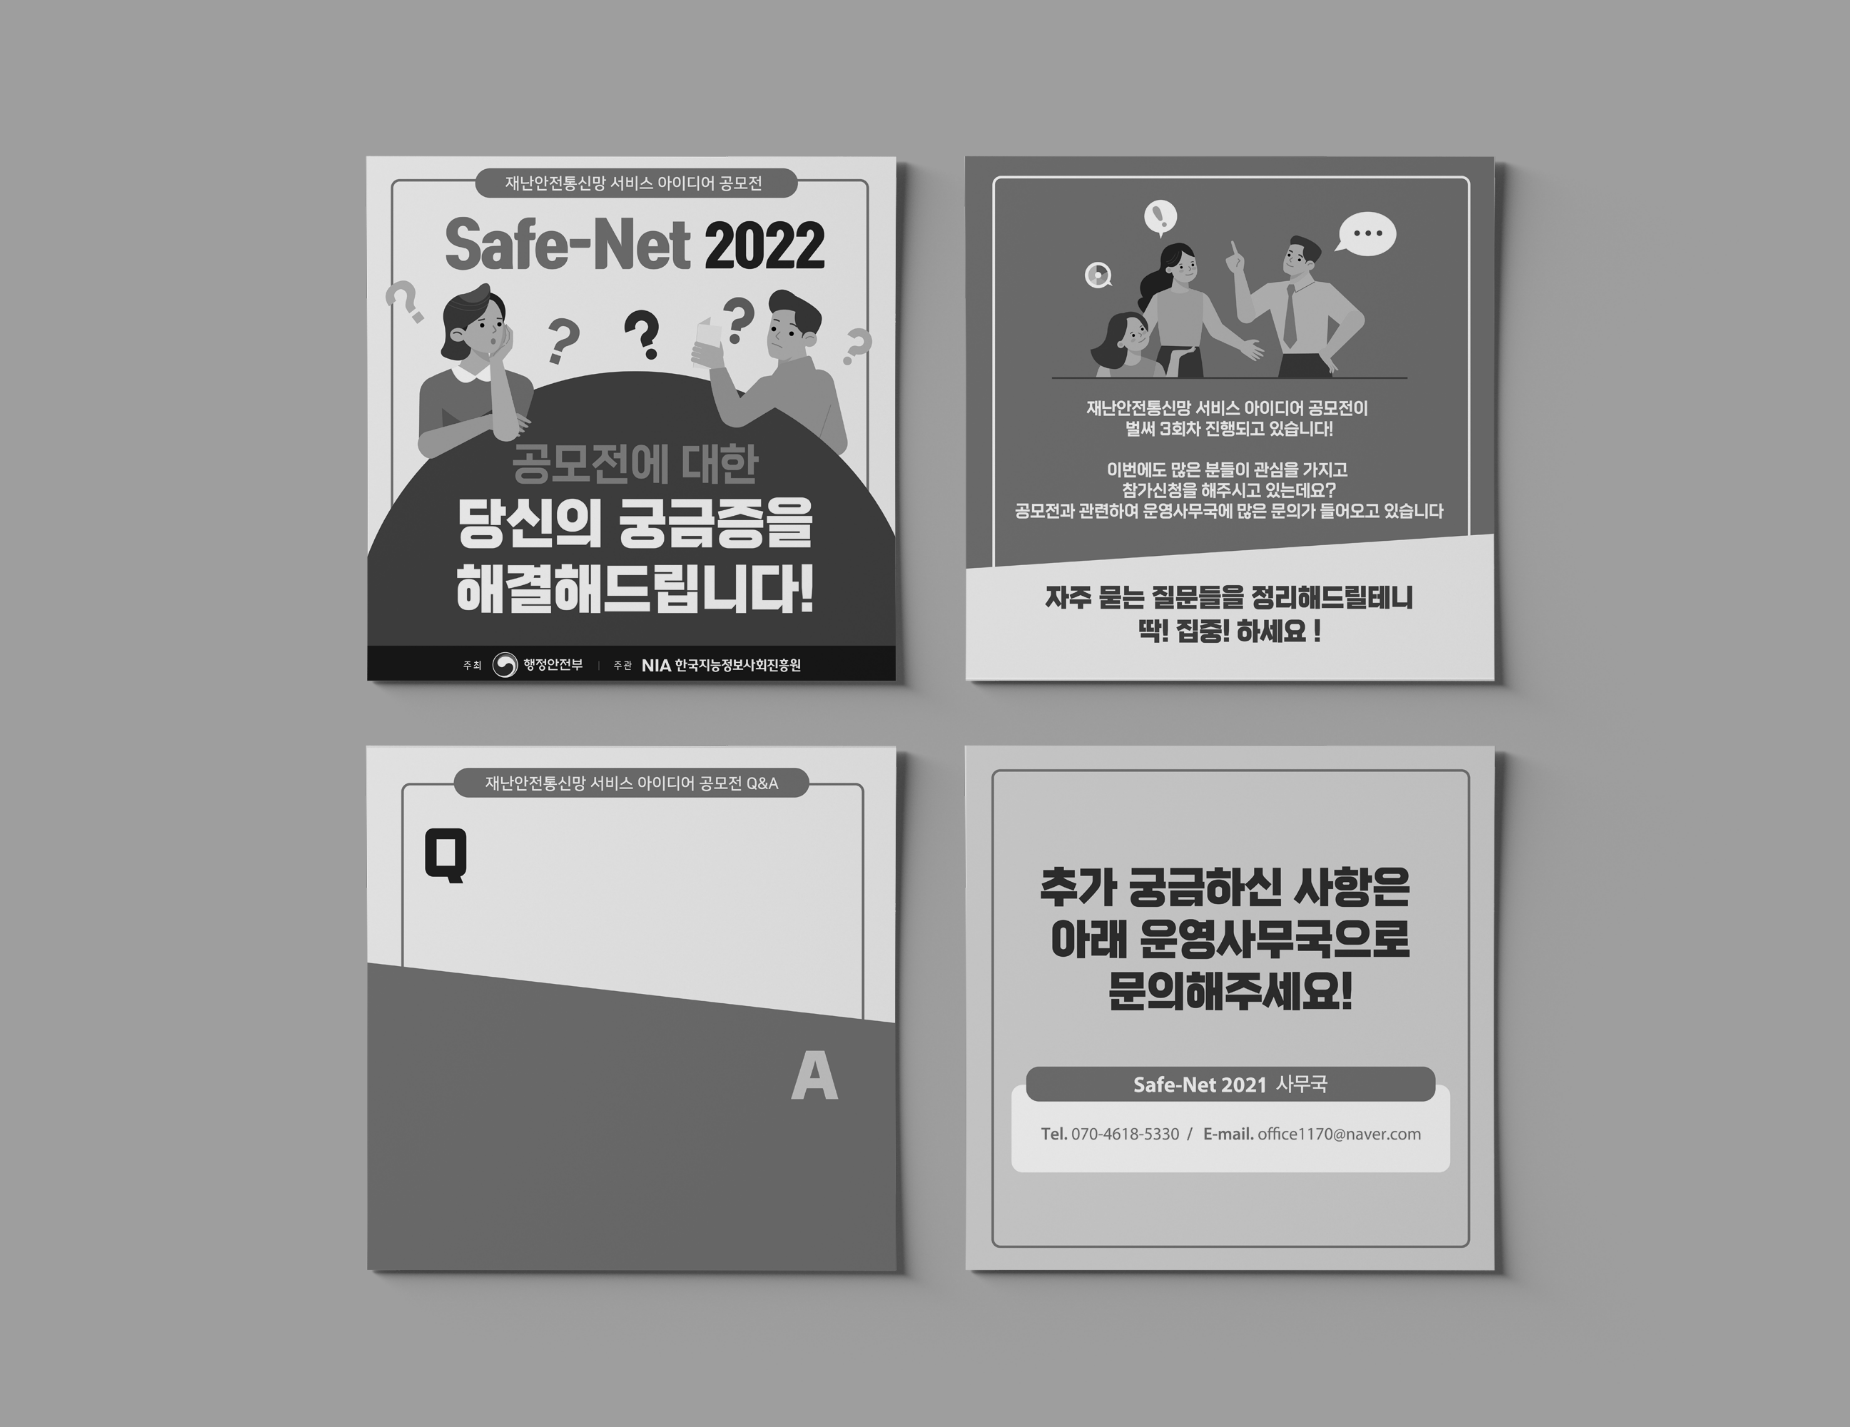 재난안전통신망 서비스 아이디어 공모전
Safe-Net 2022
? ? ? ? ?
공모전에 대한
당신의 궁금증을
해결해드립니다!
주최 행정안전부 | 주관 NIA 한국지능정보사회진흥원
!
재난안전통신망 서비스 아이디어 공모전이
벌써 3회차 진행되고 있습니다!
이번에도 많은 분들이 관심을 가지고
참가신청을 해주시고 있는데요?
공모전과 관련하여 운영사무국에 많은 문의가 들어오고 있습니다
자주 묻는 질문들을 정리해드릴테니
딱! 집중! 하세요 !
재난안전통신망 서비스 아이디어 공모전 Q&A
Q
A
추가 궁금하신 사항은
아래 운영사무국으로
문의해주세요!
Safe-Net 2021 사무국
Tel. 070-4618-5330 / E-mail. office1170@naver.com